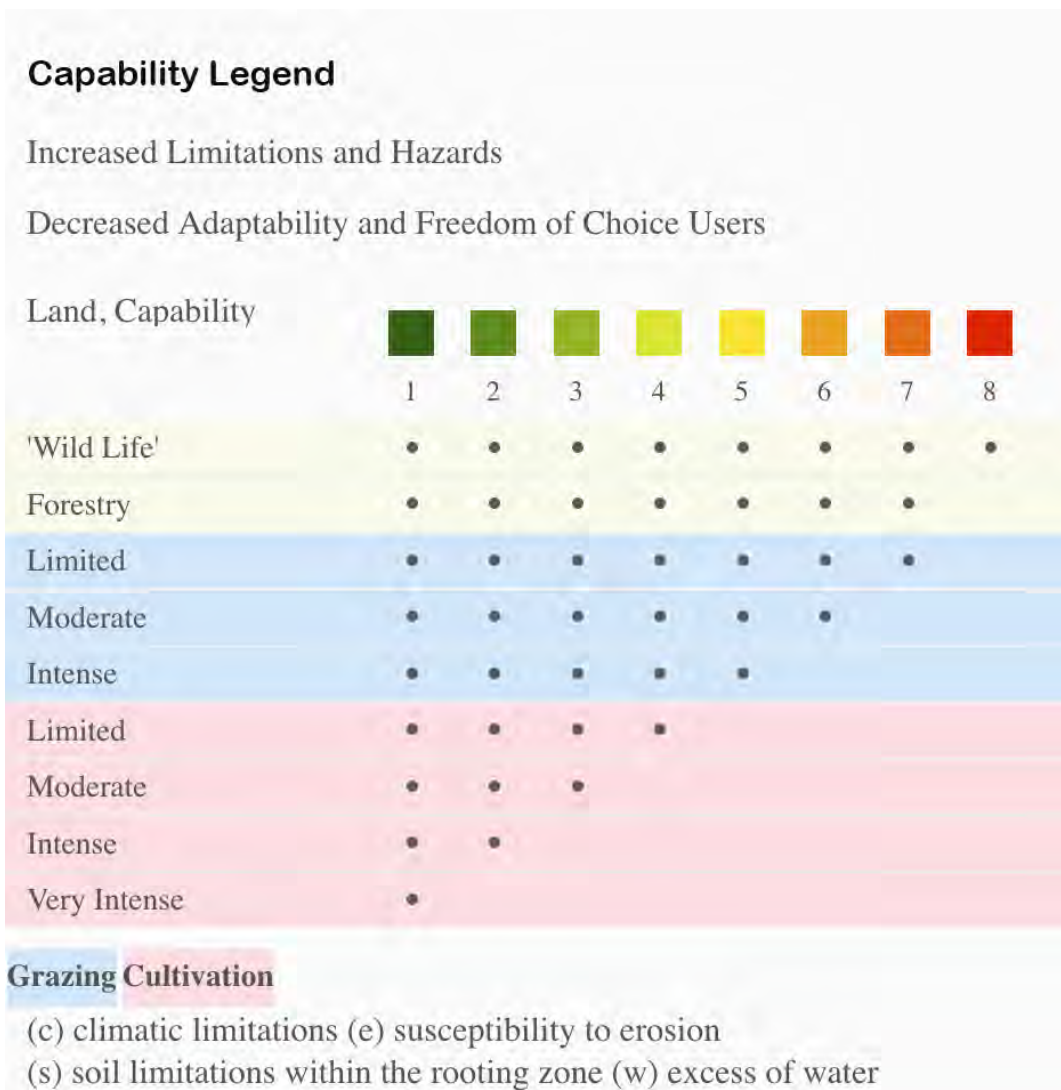 Capability Legend
Increased Limitations and Hazards
Decreased Adaptability and Freedom of Choice Users
Land, Capability
1 2 3 4 5 6 7 8
'Wild Life' • • • • • • • •
Forestry • • • • • • •
Limited • • • • • • •
Moderate • • • • • •
Intense • • • • •
Limited • • • •
Moderate • • •
Intense • •
Very Intense •
Grazing Cultivation
(c) climatic limitations (e) susceptibility to erosion
(s) soil limitations within the rooting zone (w) excess of water